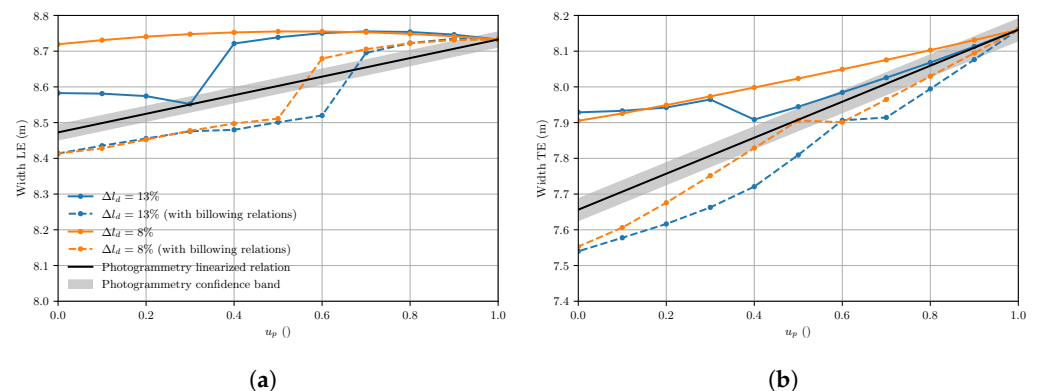 8.8
8.7
8.6
8.5
8.4
8.3
8.2
8.1
8.0
Width LE (m)
Δl_d = 13%
Δl_d = 13% (with billowing relations)
Δl_d = 8%
Δl_d = 8% (with billowing relations)
Photogrammetry linearized relation
Photogrammetry confidence band
0.0 0.2 0.4 0.6 0.8 1.0
u_p ()
(a)
8.2
8.1
8.0
7.9
7.8
7.7
7.6
7.5
7.4
Width TE (m)
0.0 0.2 0.4 0.6 0.8 1.0
u_p ()
(b)